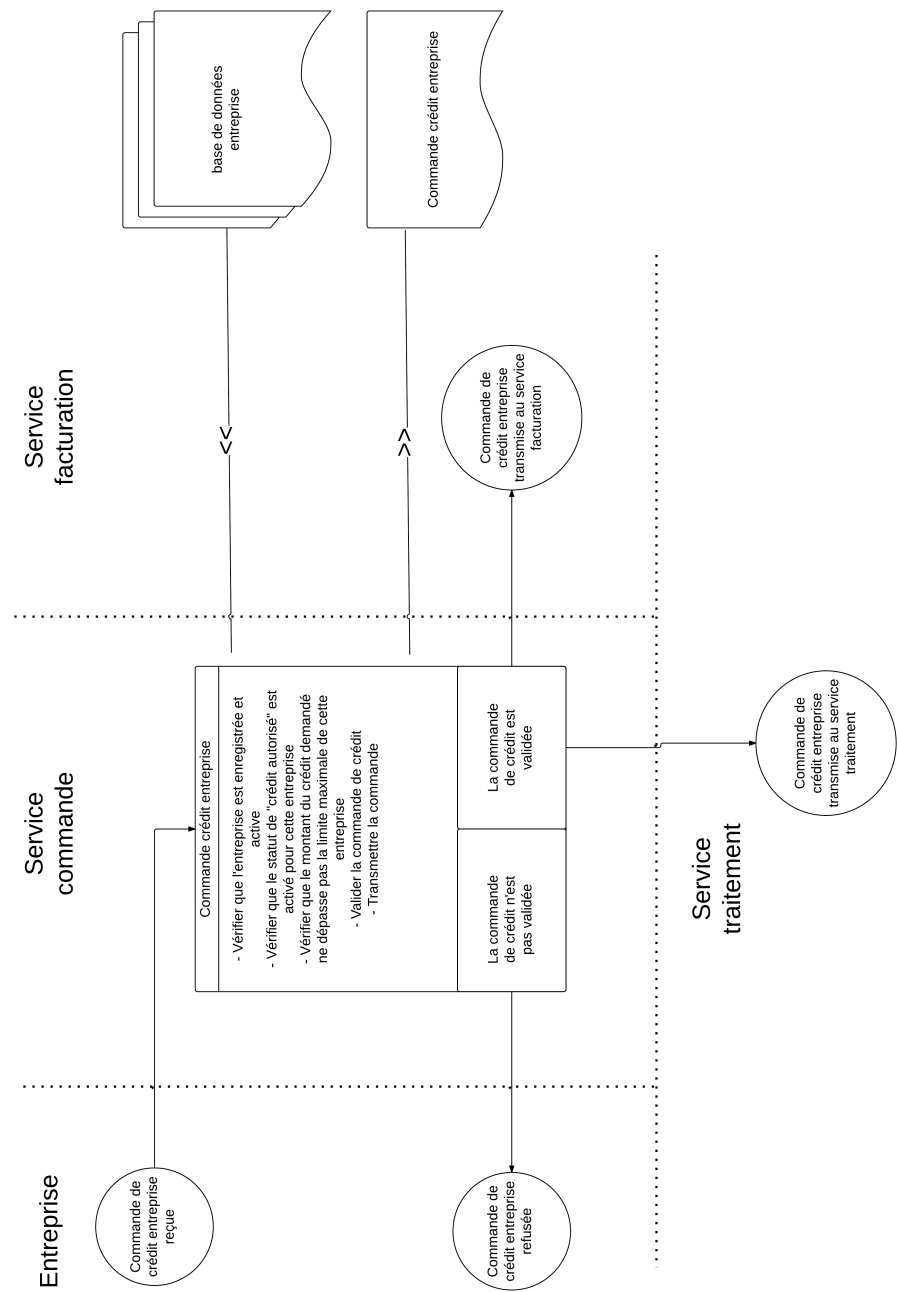 Entreprise
Service
commande
Service
facturation
Commande de
crédit entreprise
reçue
Commande crédit entreprise
- Vérifier que l'entreprise est enregistrée et
active
- Vérifier que le statut de "crédit autorisé" est
activé pour cette entreprise
- Vérifier que le montant du crédit demandé
ne dépasse pas la limite maximale de cette
entreprise
- Valider la commande de crédit
- Transmettre la commande
La commande
de crédit n'est
pas validée
La commande
de crédit est
validée
<<
>>
base de données
entreprise
Commande crédit entreprise
Commande de
crédit entreprise
refusée
Commande de
crédit entreprise
transmise au service
facturation
Service
traitement
Commande de
crédit entreprise
transmise au service
traitement